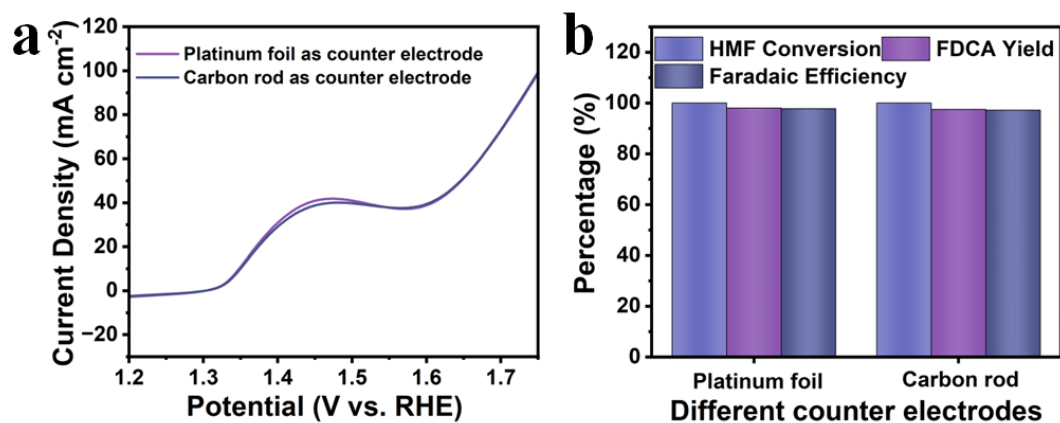 a
Current Density (mA cm⁻²)
120
100
80
60
40
20
0
−20
Platinum foil as counter electrode
Carbon rod as counter electrode
1.2 1.3 1.4 1.5 1.6 1.7
Potential (V vs. RHE)
b
Percentage (%)
120
100
80
60
40
20
0
HMF Conversion FDCA Yield
Faradaic Efficiency
Platinum foil Carbon rod
Different counter electrodes